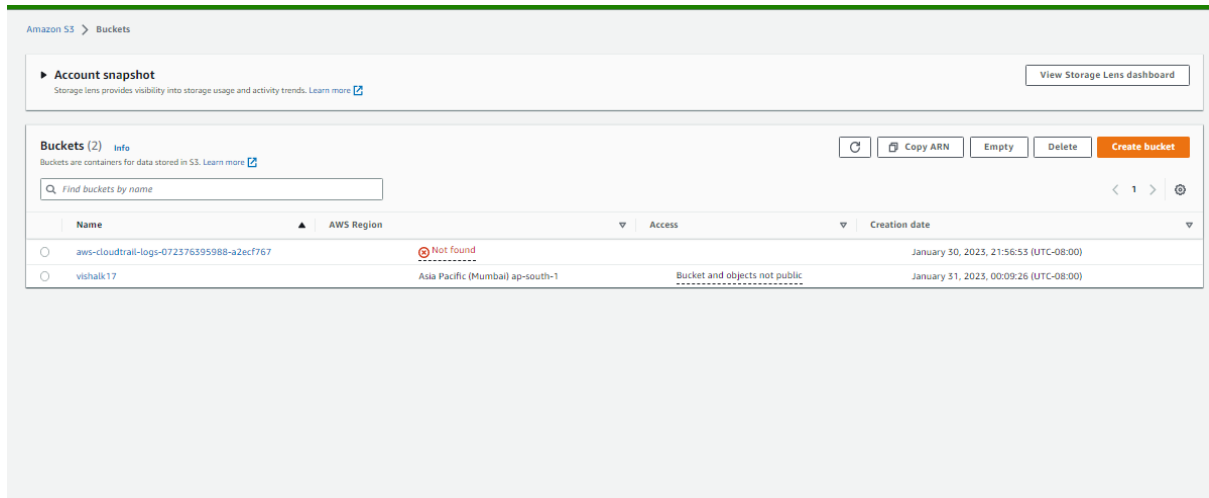 Amazon S3 > Buckets
Account snapshot
View Storage Lens dashboard
Storage lens provides visibility into storage usage and activity trends. Learn more
Buckets (2) Info
Copy ARN Empty Delete Create bucket
Buckets are containers for data stored in S3. Learn more
Find buckets by name
< 1 >
Name AWS Region Access Creation date
aws-cloudtrail-logs-072376395988-a2ecf767 Not found January 30, 2023, 21:56:53 (UTC-08:00)
vishalk17 Asia Pacific (Mumbai) ap-south-1 Bucket and objects not public January 31, 2023, 00:09:26 (UTC-08:00)